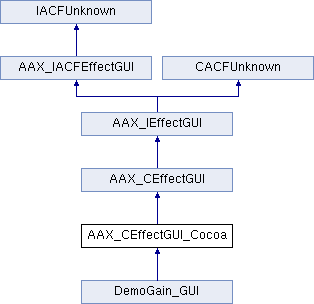 IACFUnknown
AAX_IACFEffectGUI
CACFUnknown
AAX_IEffectGUI
AAX_CEffectGUI
AAX_CEffectGUI_Cocoa
DemoGain_GUI